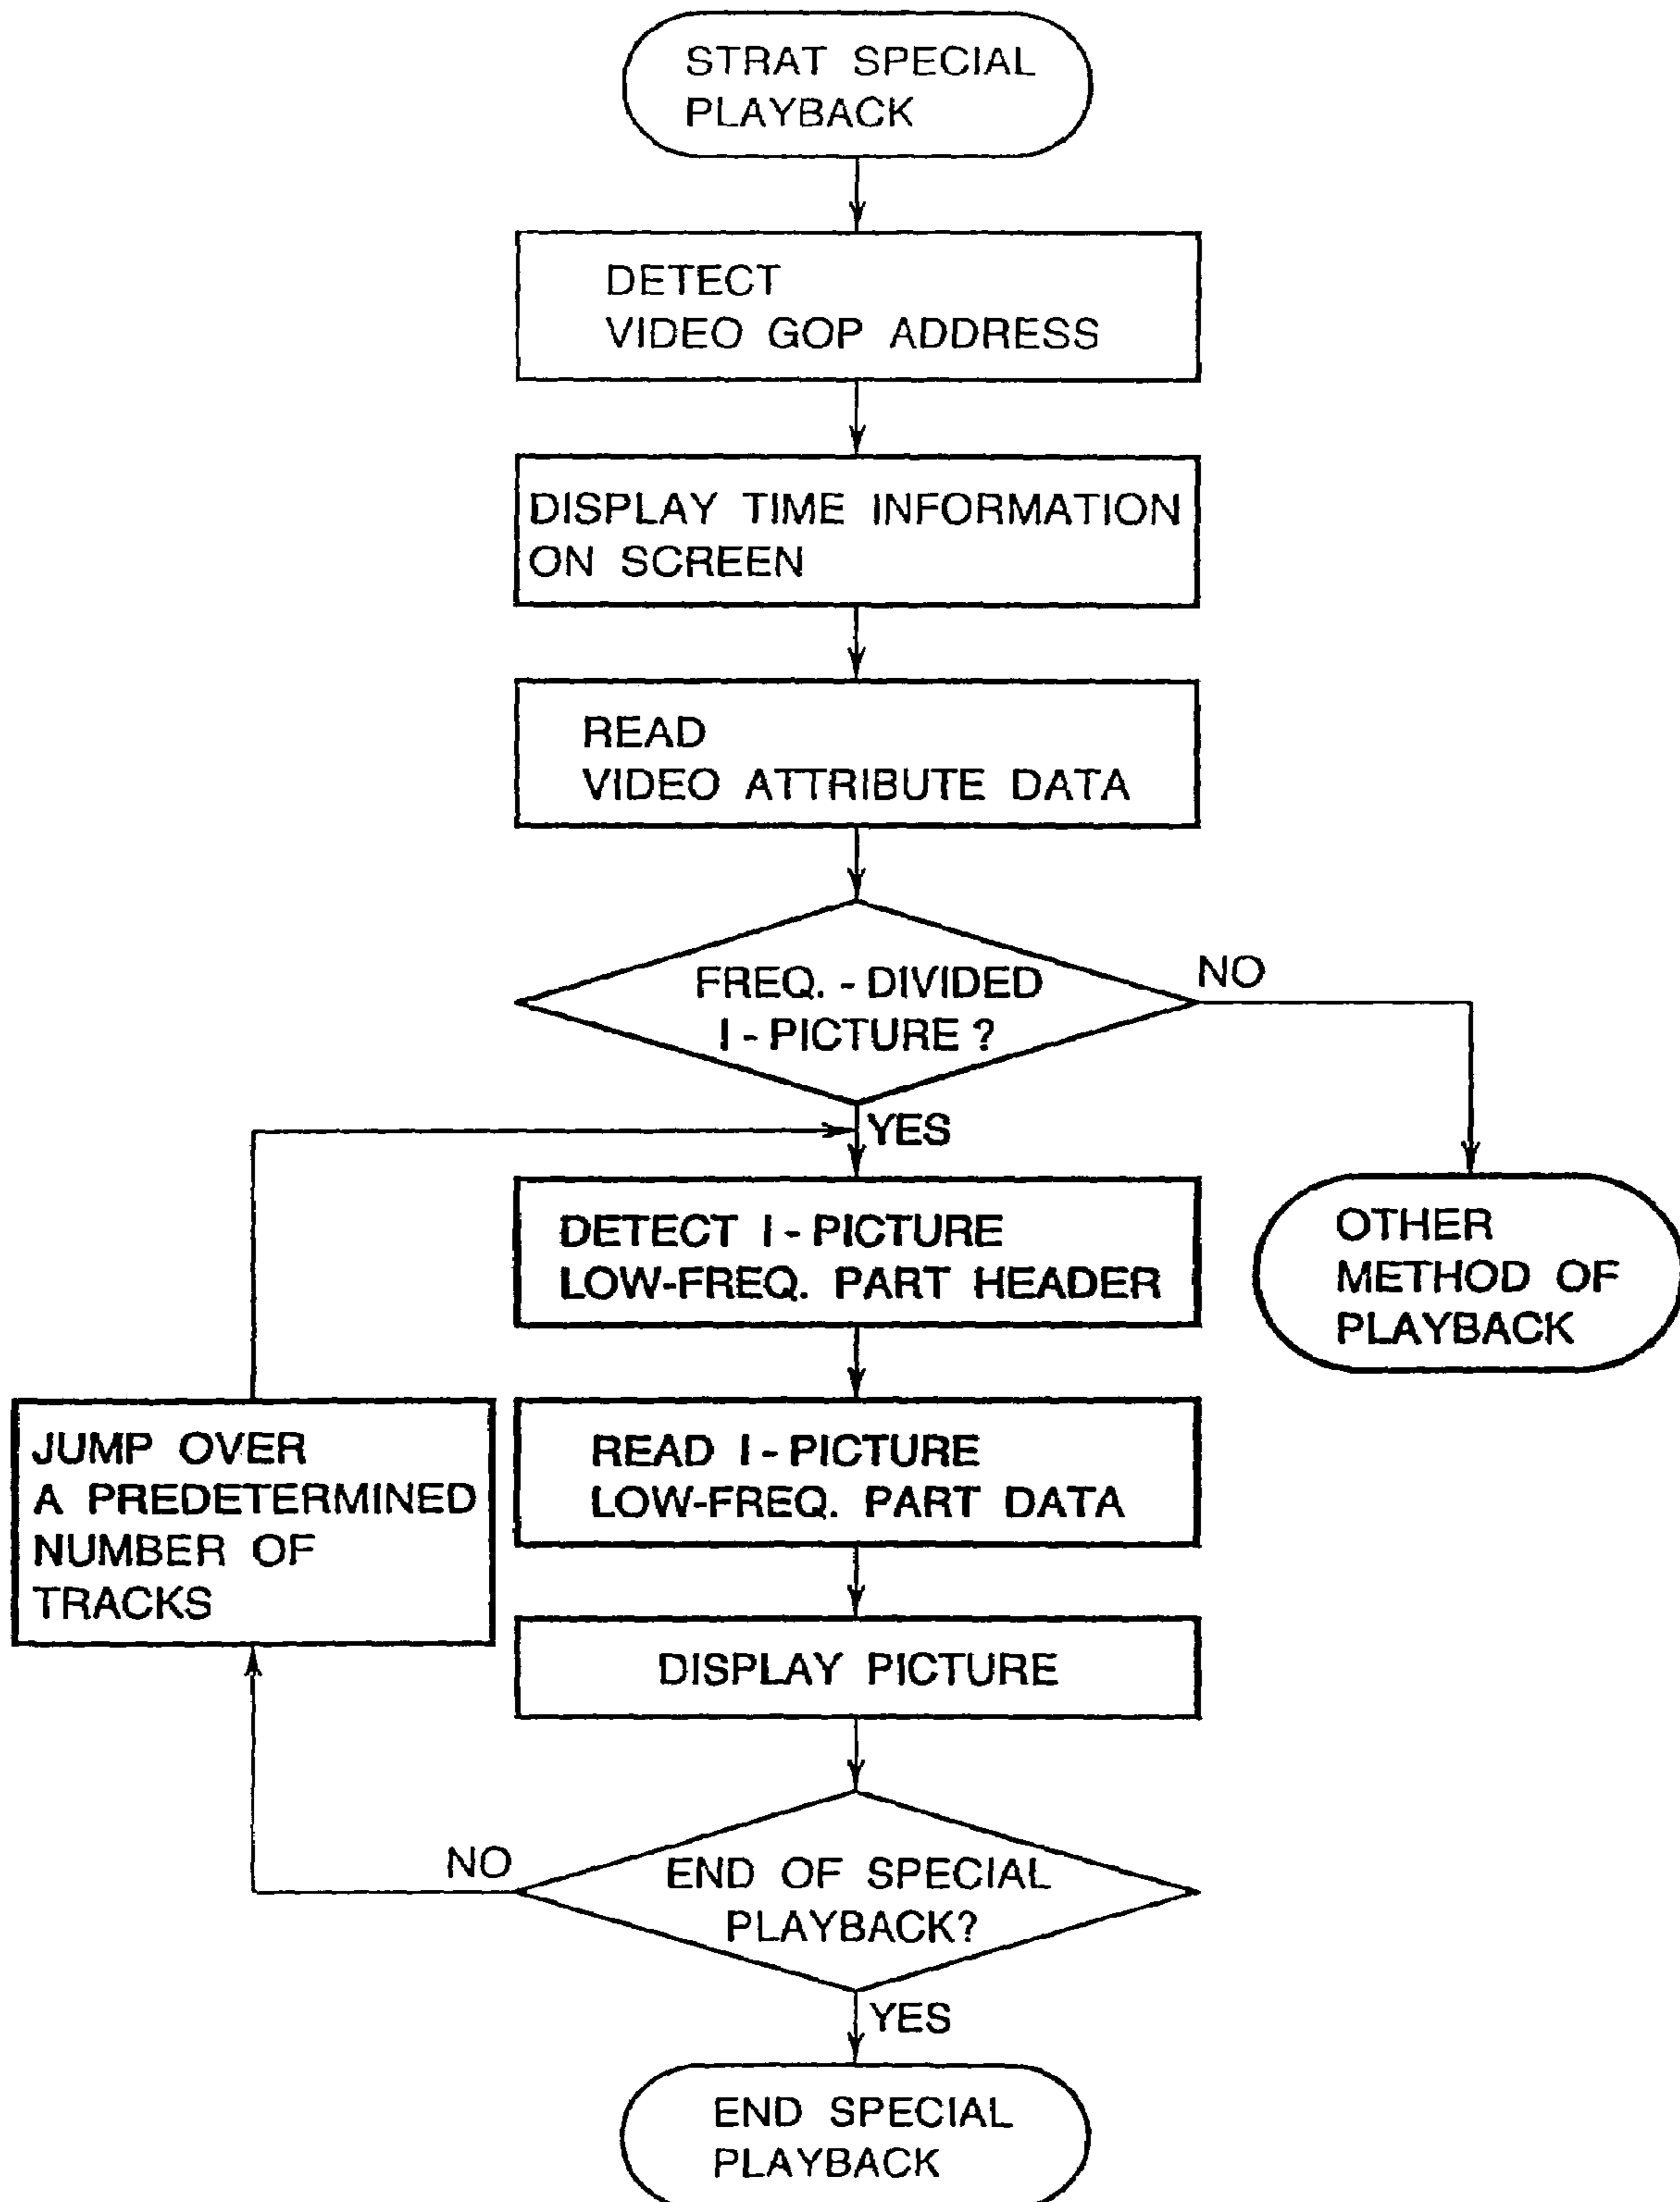 STRAT SPECIAL
PLAYBACK
DETECT
VIDEO GOP ADDRESS
DISPLAY TIME INFORMATION
ON SCREEN
READ
VIDEO ATTRIBUTE DATA
FREQ. - DIVIDED
I - PICTURE ?
NO
YES
DETECT I - PICTURE
LOW-FREQ. PART HEADER
OTHER
METHOD OF
PLAYBACK
READ I - PICTURE
LOW-FREQ. PART DATA
JUMP OVER
A PREDETERMINED
NUMBER OF
TRACKS
DISPLAY PICTURE
END OF SPECIAL
PLAYBACK?
NO
YES
END SPECIAL
PLAYBACK